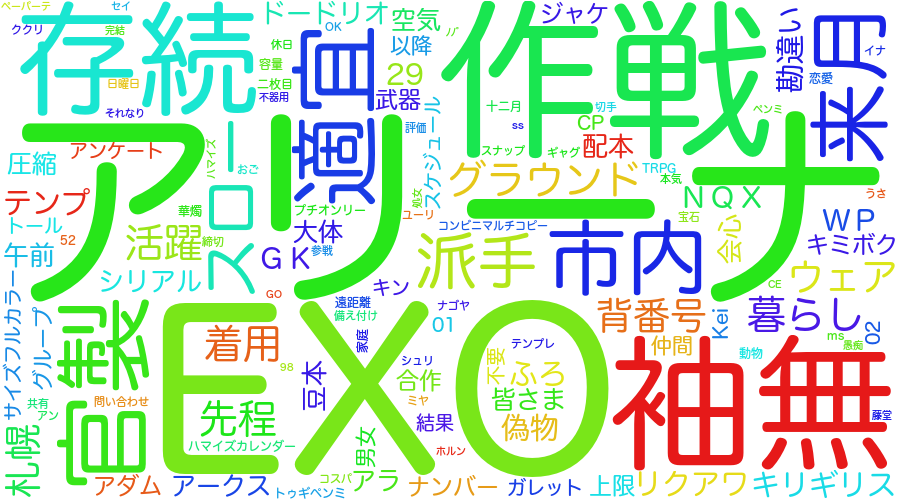 ペーパーテ
セイ
ククリ
完結
存続
ドードリオ
OK
休日
容量
二枚目
不器用
空気
以降
29
武器
評価
ジャケ
勘違い
恋愛
イナ
来月
作戦
適宜
日曜日
それなり
圧縮
アンケート
ハマイズ
おご
スロー
スケジュール
十二月
切手
ss
CP
スナップ
ギャグ
配本
ペンミ
TRPG
本気
グラウンド
テンプ
トール
華燭
プチオンリー
ユーリ
処女
宝石
NQX
うさ
アリーナ
52
午前
活躍
締切
大体
参戦
GK
コンビニマルチコピー
派手
市内
会心
WP
キミボク
シリアル
キン
CE
ウェア
GO
遠距離
備え付け
ナゴヤ
01
家庭
背番号
Kei
暮らし
02
サイズフルカラー
グループ
官製
着用
EXO
シュリ
テンプレ
仲間
動物
ms
愚痴
袖無
98
豆本
合作
ミヤ
不要
ふろ
皆さま
共有
アン
問い合わせ
先程
結果
偽物
藤堂
札幌
ハマイズカレンダー
男女
ホルン
コスパ
アラ
アダム
アークス
トゥギペンミ
ナンバー
ガレット
上限
リクアワ
キリギリス